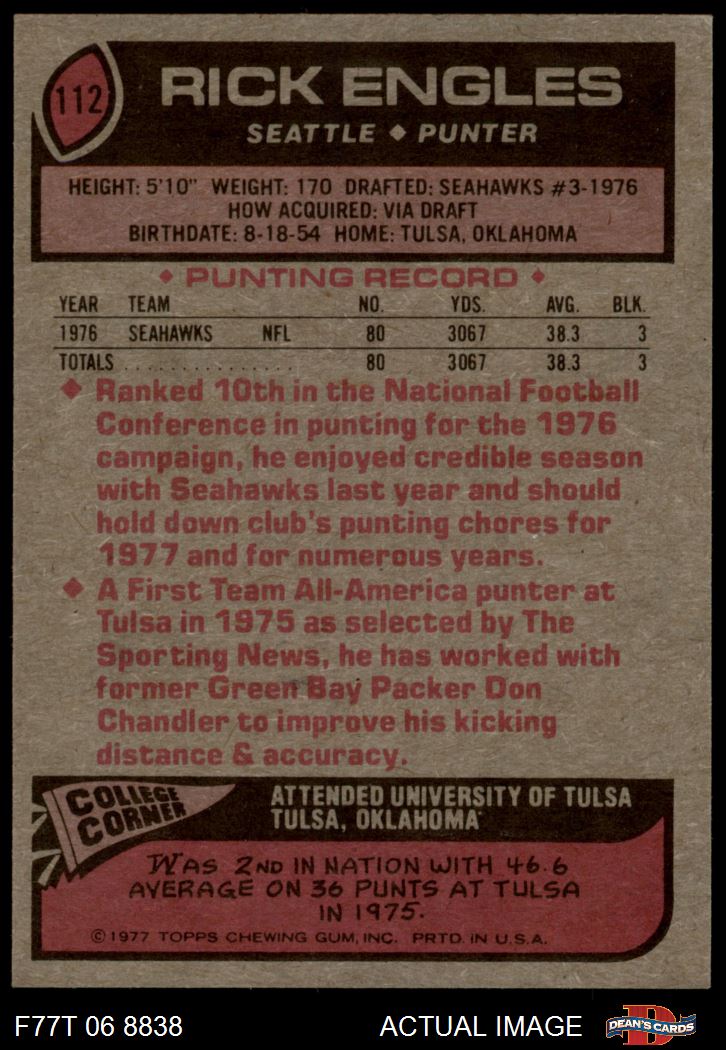 112
RICK ENGLES
SEATTLE ◆ PUNTER
HEIGHT: 5'10" WEIGHT: 170 DRAFTED: SEAHAWKS #3-1976
HOW ACQUIRED: VIA DRAFT
BIRTHDATE: 8-18-54 HOME: TULSA, OKLAHOMA
◆ PUNTING RECORD ◆
YEAR TEAM NO. YDS. AVG. BLK.
1976 SEAHAWKS NFL 80 3067 38.3 3
TOTALS . . . . . . . . . . . . . . . 80 3067 38.3 3
◆ Ranked 10th in the National Football
Conference in punting for the 1976
campaign, he enjoyed credible season
with Seahawks last year and should
hold down club's punting chores for
1977 and for numerous years.
◆ A First Team All-America punter at
Tulsa in 1975 as selected by The
Sporting News, he has worked with
former Green Bay Packer Don
Chandler to improve his kicking
distance & accuracy.
COLLEGE
CORNER
ATTENDED UNIVERSITY OF TULSA
TULSA, OKLAHOMA
WAS 2ND IN NATION WITH 46.6
AVERAGE ON 36 PUNTS AT TULSA
IN 1975.
© 1977 TOPPS CHEWING GUM, INC. PRTD. IN U.S.A.
F77T 06 8838 ACTUAL IMAGE
D
DEAN'S CARDS